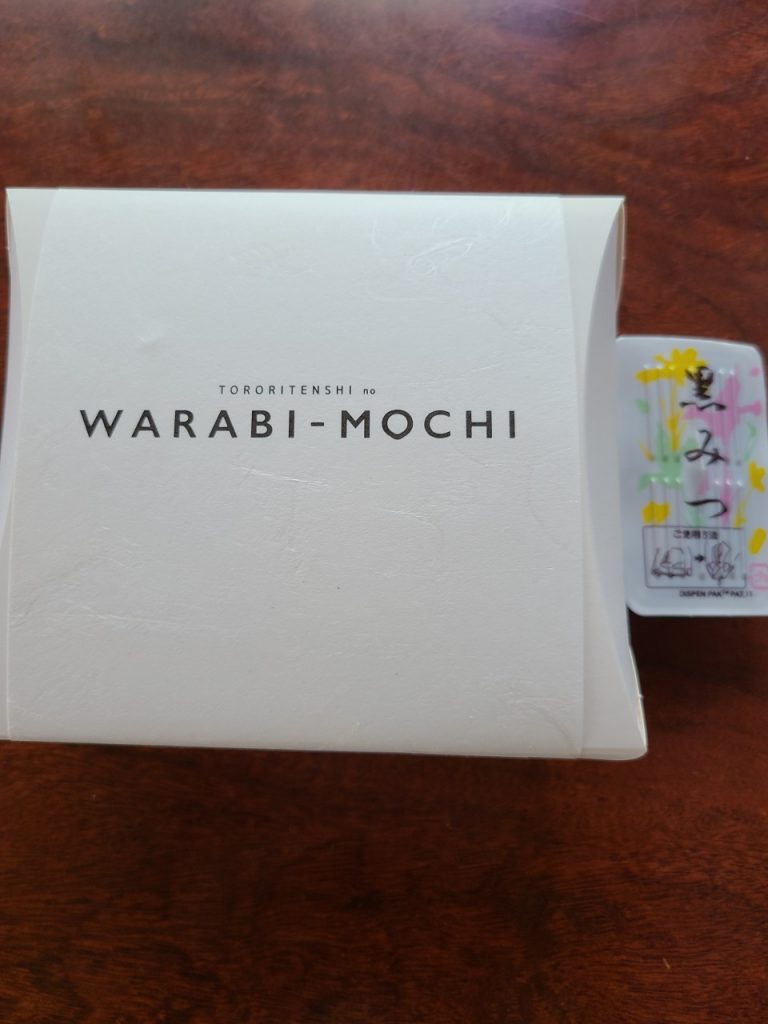 TORORITENSHI no
WARABI-MOCHI
黒みつ
ご使用方法
DISPEN PAK